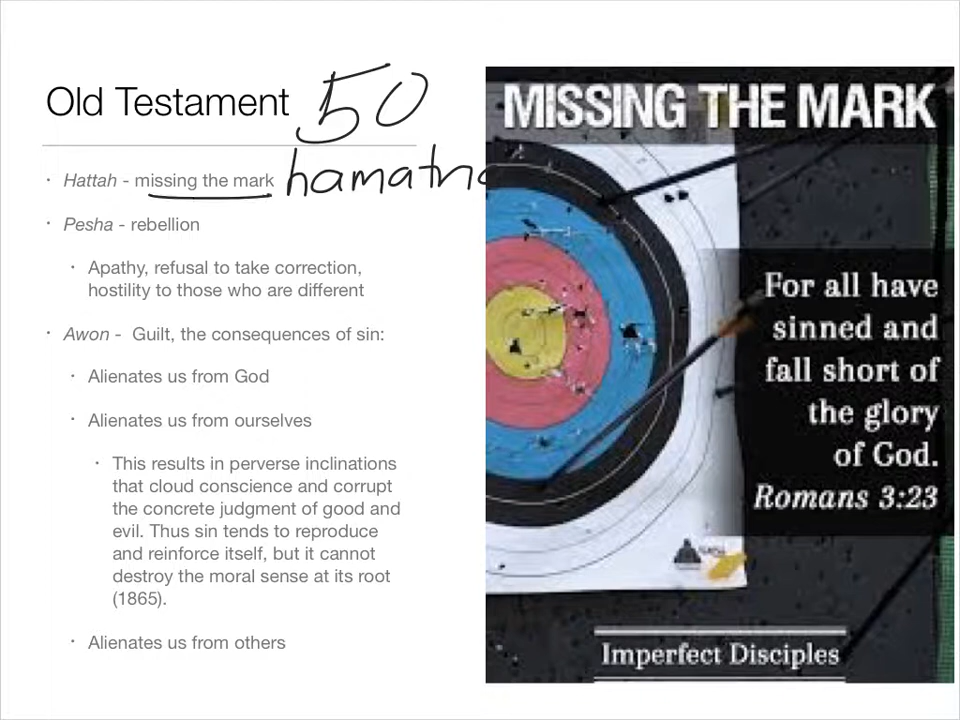 Old Testament 50
• Hattah - missing the mark
• Pesha - rebellion
• Apathy, refusal to take correction,
hostility to those who are different
• Awon - Guilt, the consequences of sin:
• Alienates us from God
• Alienates us from ourselves
• This results in perverse inclinations
that cloud conscience and corrupt
the concrete judgment of good and
evil. Thus sin tends to reproduce
and reinforce itself, but it cannot
destroy the moral sense at its root
(1865).
• Alienates us from others
MISSING THE MARK
For all have
sinned and
fall short of
the glory
of God.
Romans 3:23
Imperfect Disciples